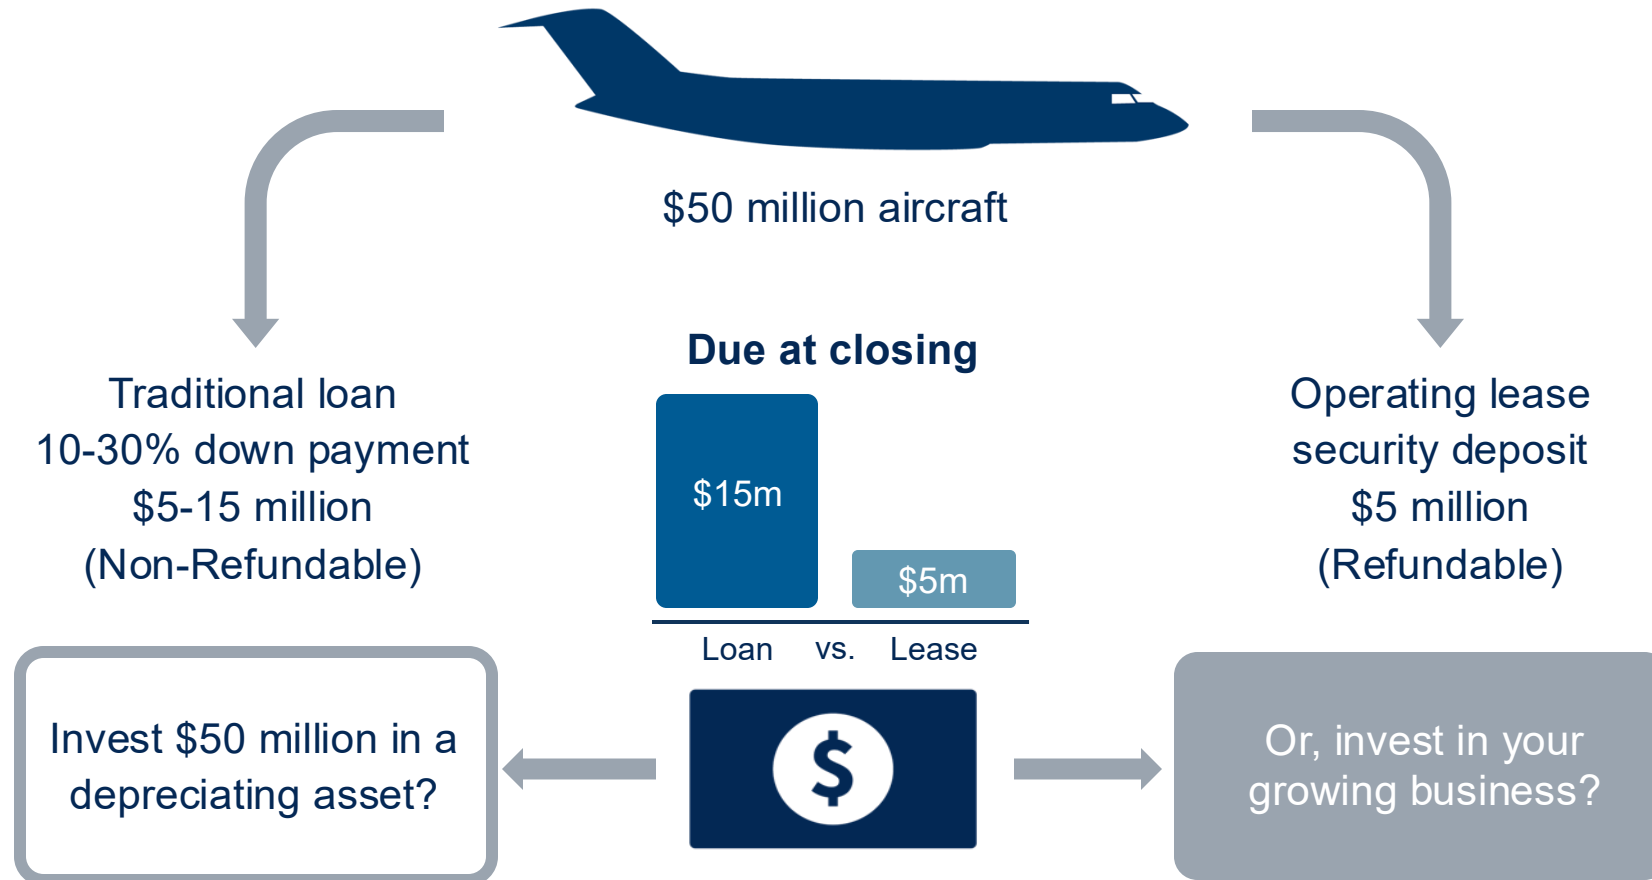 $50 million aircraft
Traditional loan
10-30% down payment
$5-15 million
(Non-Refundable)
Due at closing
$15m
$5m
Loan vs. Lease
Operating lease
security deposit
$5 million
(Refundable)
Invest $50 million in a
depreciating asset?
$
Or, invest in your
growing business?